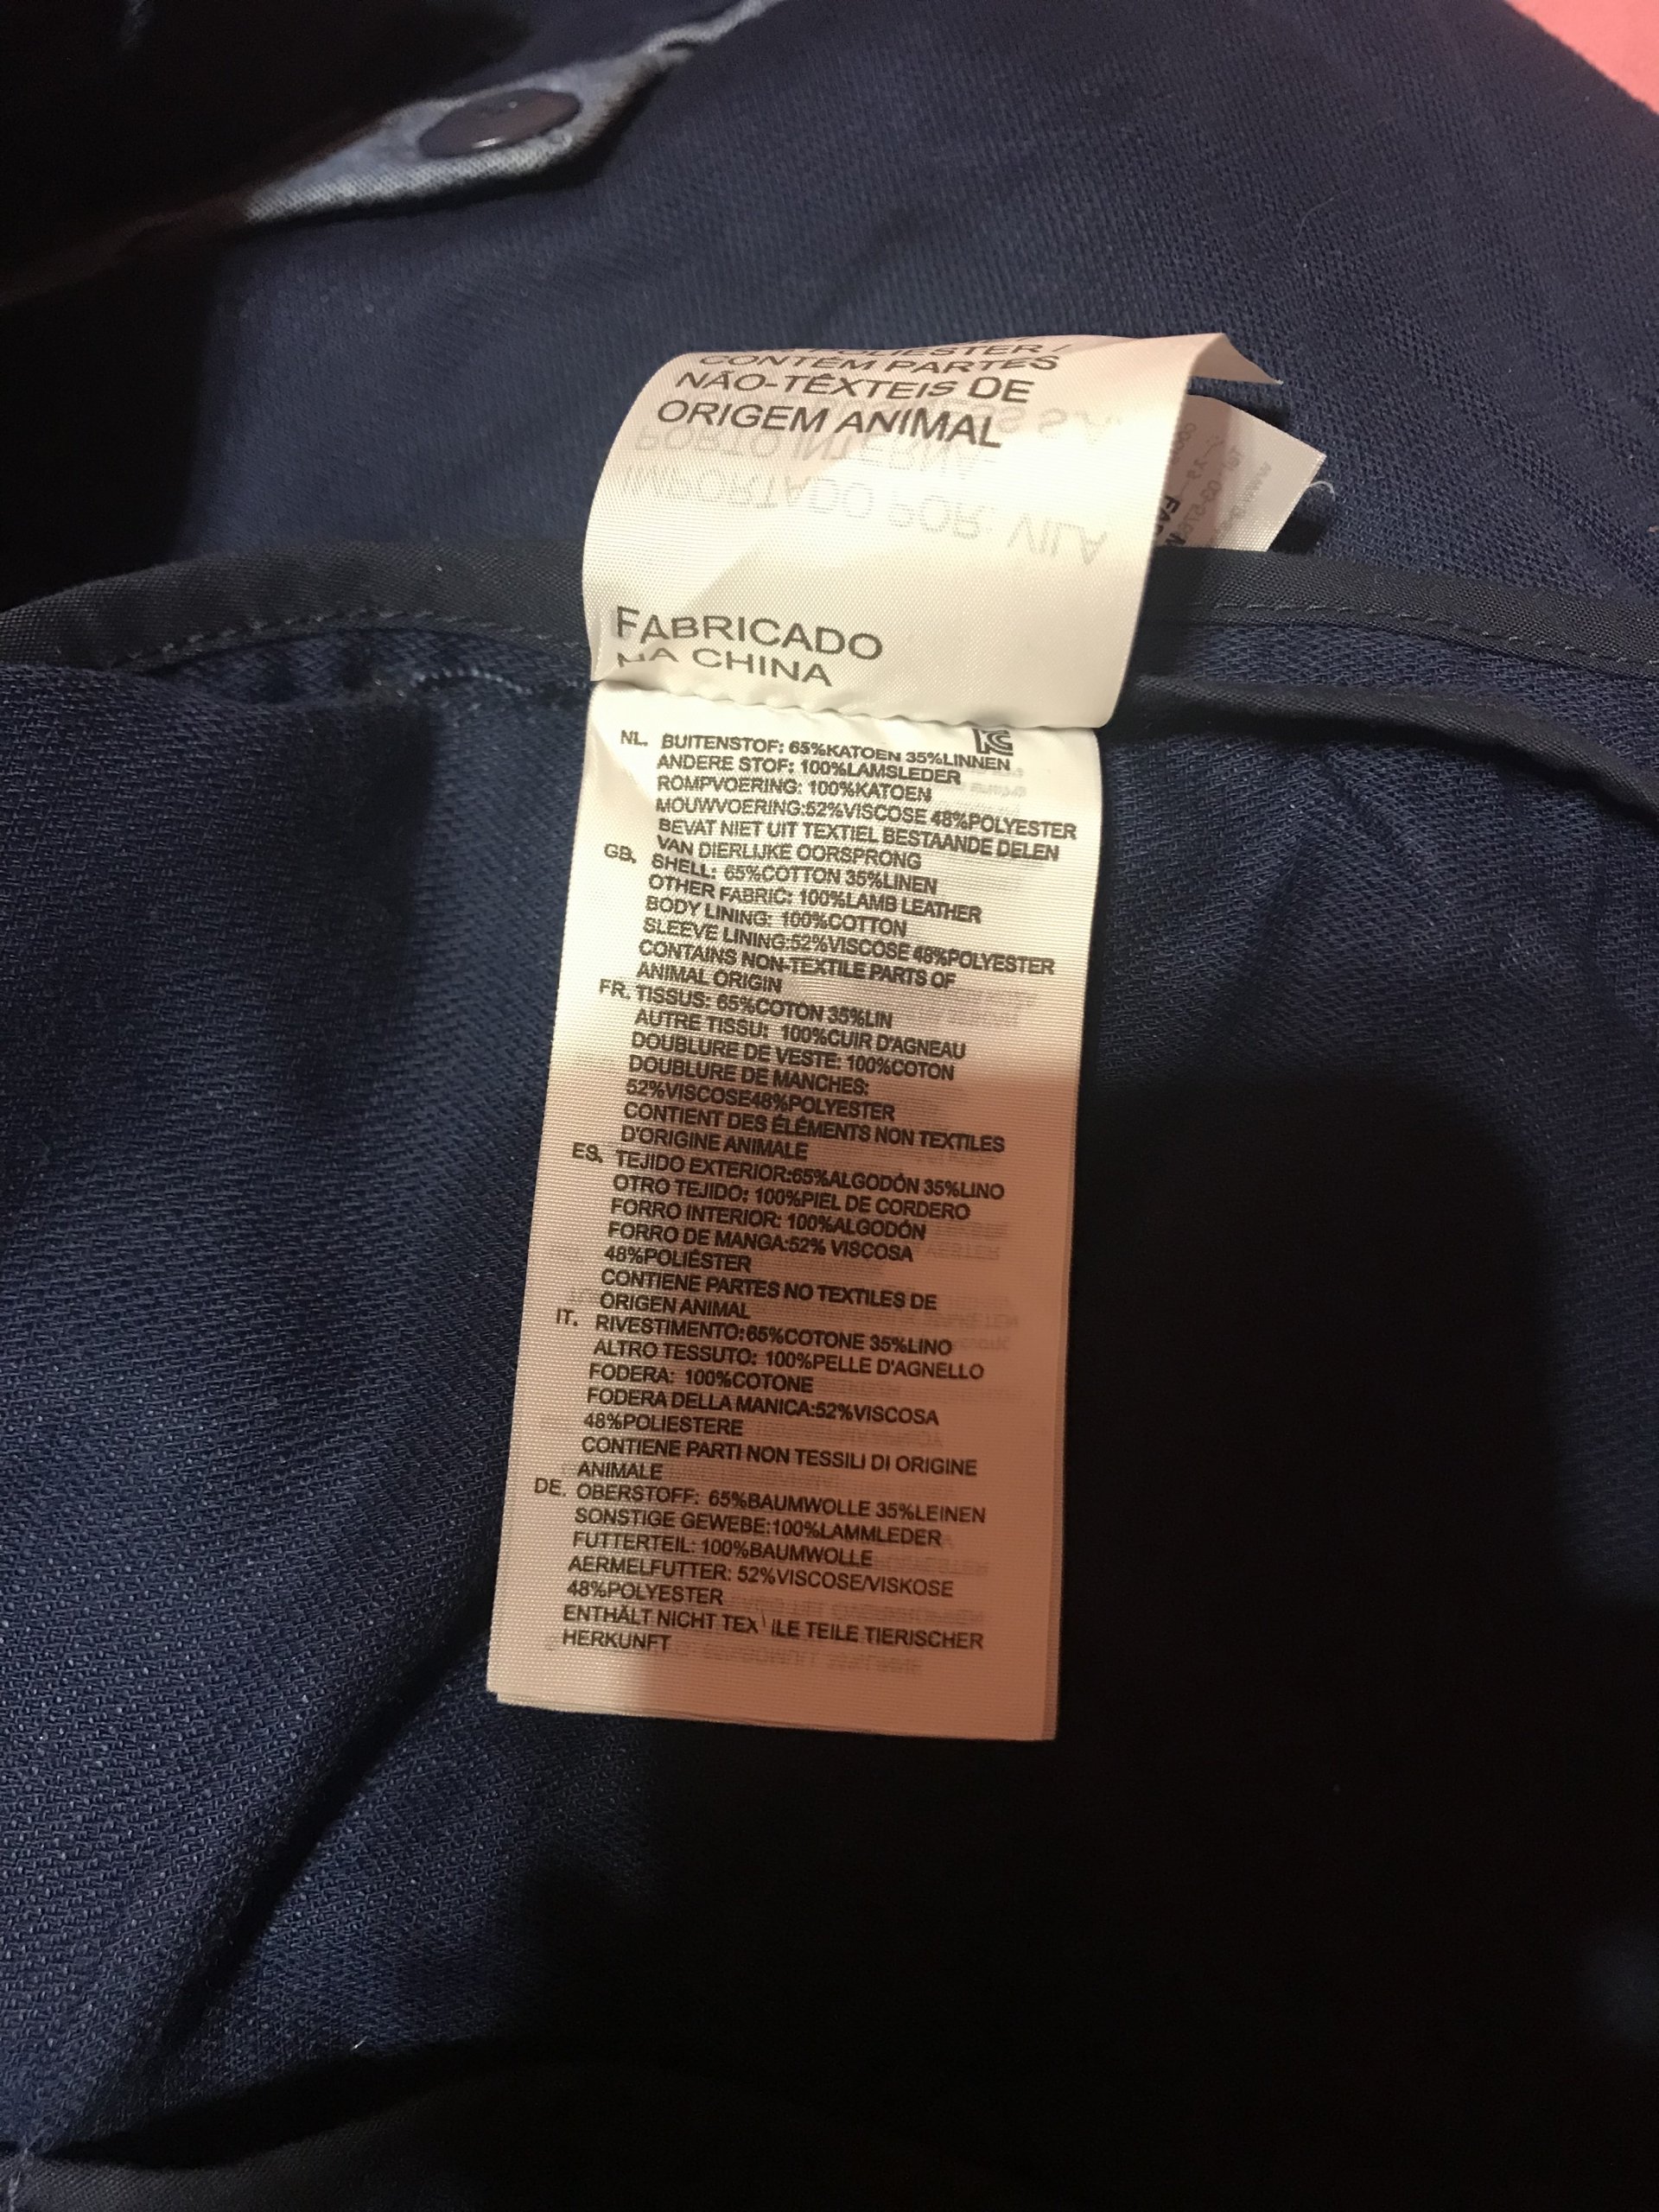 CONTÉM PARTES
NÃO-TÊXTEIS DE
ORIGEM ANIMAL
FABRICADO
NA CHINA
NL. BUITENSTOF: 65%KATOEN 35%LINNEN
ANDERE STOF: 100%LAMSLEDER
ROMPVOERING: 100%KATOEN
MOUWVOERING:52%VISCOSE 48%POLYESTER
BEVAT NIET UIT TEXTIEL BESTAANDE DELEN
VAN DIERLIJKE OORSPRONG
GB. SHELL: 65%COTTON 35%LINEN
OTHER FABRIC: 100%LAMB LEATHER
BODY LINING: 100%COTTON
SLEEVE LINING:52%VISCOSE 48%POLYESTER
CONTAINS NON-TEXTILE PARTS OF
ANIMAL ORIGIN
FR. TISSUS: 65%COTON 35%LIN
AUTRE TISSU: 100%CUIR D'AGNEAU
DOUBLURE DE VESTE: 100%COTON
DOUBLURE DE MANCHES:
52%VISCOSE48%POLYESTER
CONTIENT DES ÉLÉMENTS NON TEXTILES
D'ORIGINE ANIMALE
ES. TEJIDO EXTERIOR:65%ALGODÓN 35%LINO
OTRO TEJIDO: 100%PIEL DE CORDERO
FORRO INTERIOR: 100%ALGODÓN
FORRO DE MANGA:52% VISCOSA
48%POLIÉSTER
CONTIENE PARTES NO TEXTILES DE
ORIGEN ANIMAL
IT. RIVESTIMENTO:65%COTONE 35%LINO
ALTRO TESSUTO: 100%PELLE D'AGNELLO
FODERA: 100%COTONE
FODERA DELLA MANICA:52%VISCOSA
48%POLIESTERE
CONTIENE PARTI NON TESSILI DI ORIGINE
ANIMALE
DE. OBERSTOFF: 65%BAUMWOLLE 35%LEINEN
SONSTIGE GEWEBE:100%LAMMLEDER
FUTTERTEIL: 100%BAUMWOLLE
AERMELFUTTER: 52%VISCOSE/VISKOSE
48%POLYESTER
ENTHÄLT NICHT TEXTILE TEILE TIERISCHER
HERKUNFT